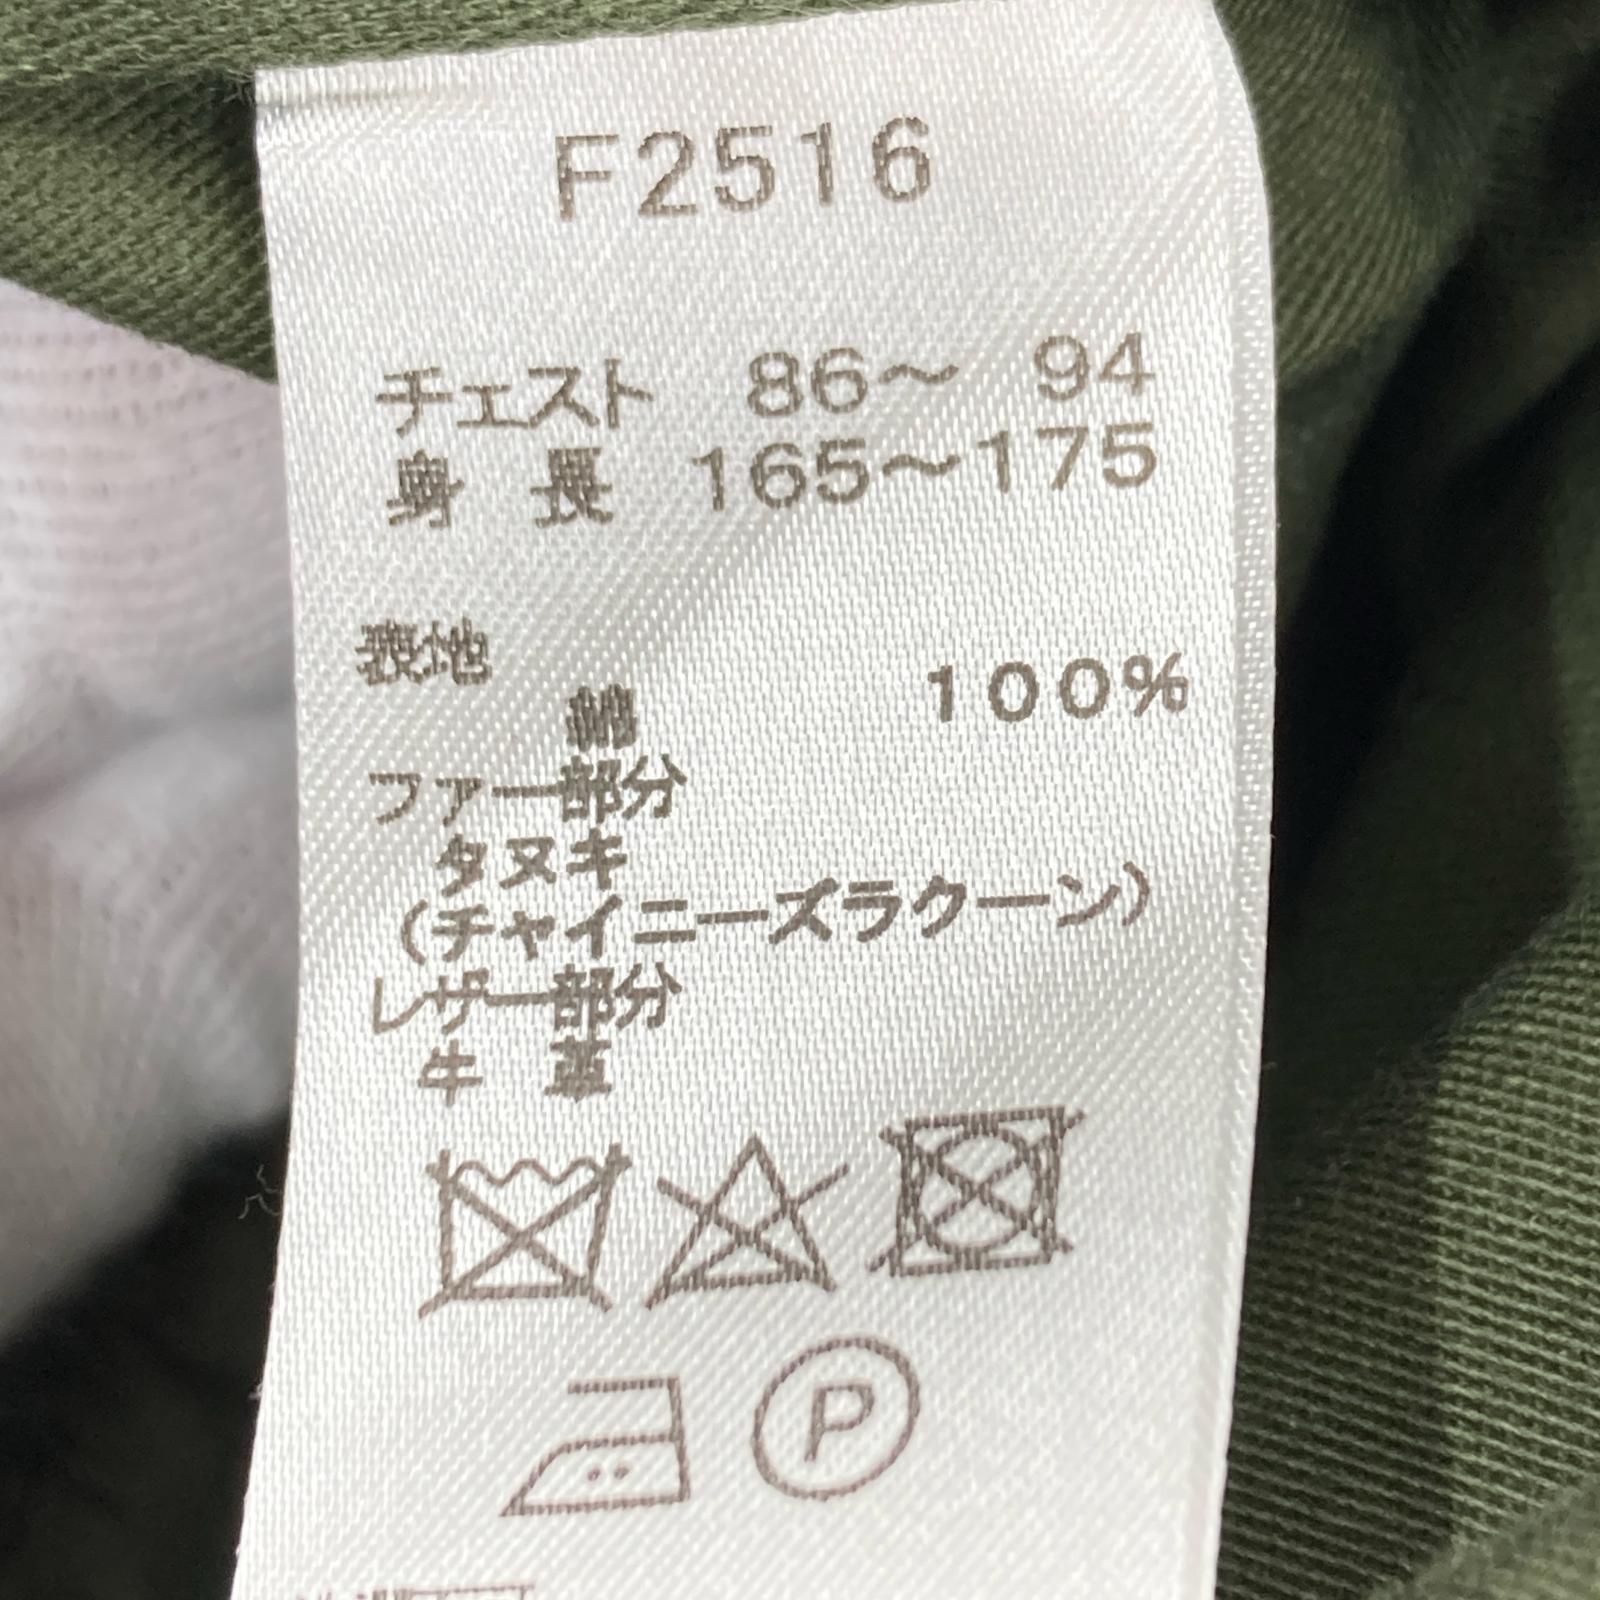 F2516
チェスト 86～ 94
身 長 165～175
表地
綿 100%
ファー部分
タヌキ
(チャイニーズラクーン)
レザー部分
牛 革
P